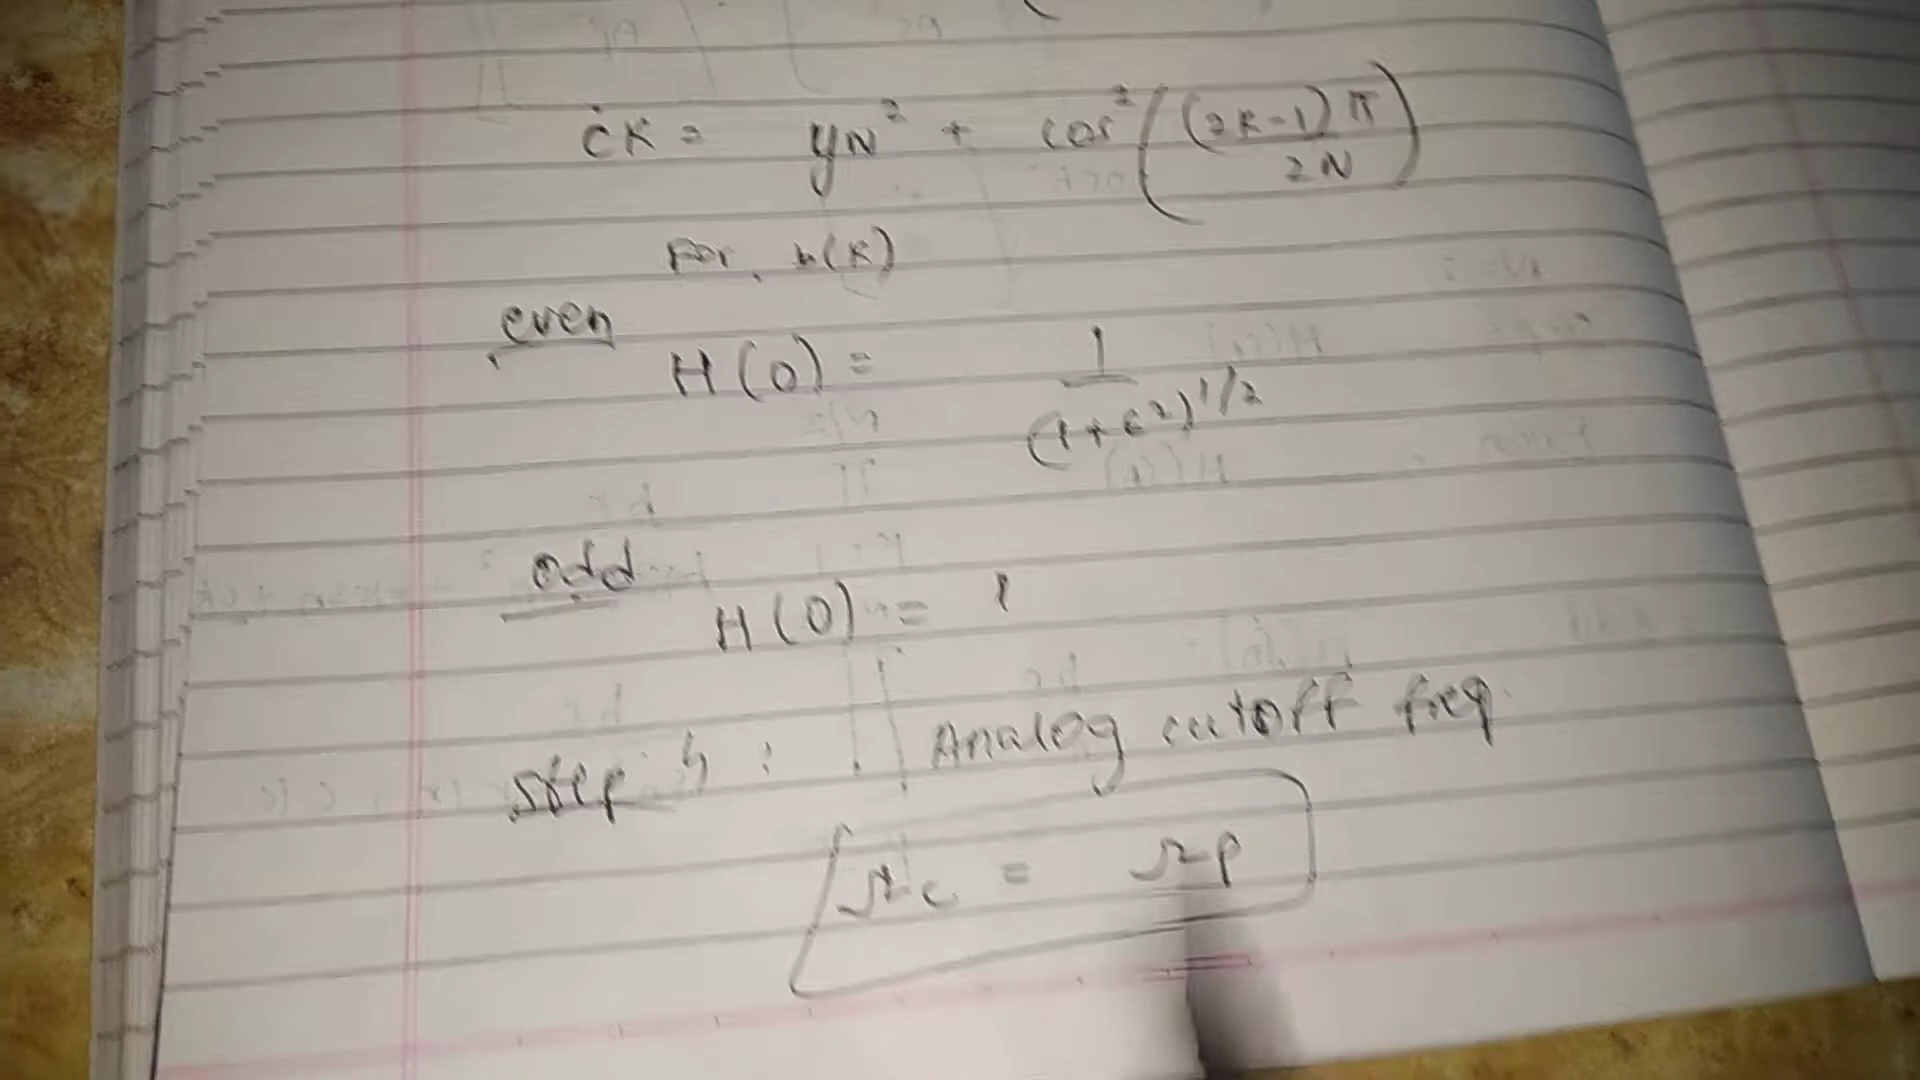 CK = yN² + cos²((2K-1)π / 2N)
For, h(K)
even
H(0) = 1 / (1+ε²)^1/2
odd
H(0) = 1
step 4 : Analog cutoff freq.
Ωc = Ωp